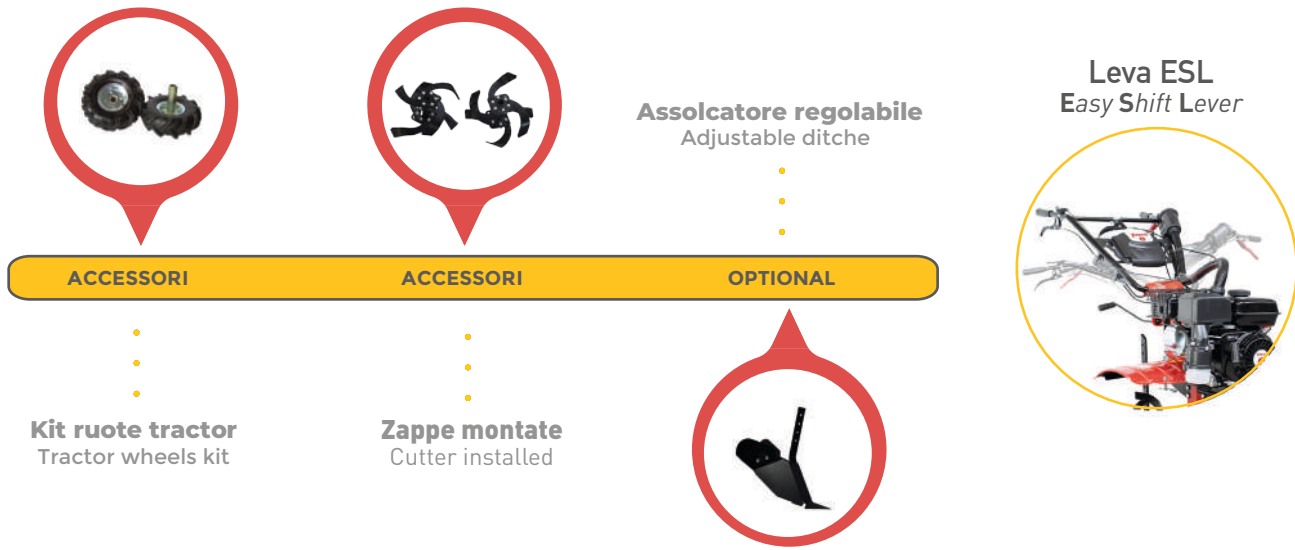 Assolcatore regolabile
Adjustable ditche
Leva ESL
Easy Shift Lever
ACCESSORI
ACCESSORI
OPTIONAL
Kit ruote tractor
Tractor wheels kit
Zappe montate
Cutter installed